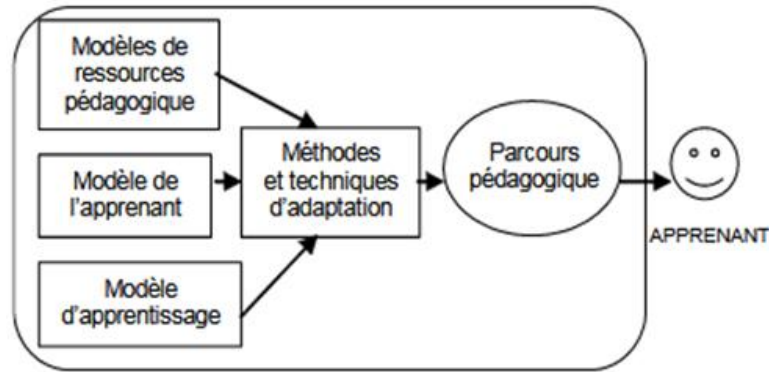 Modèles de
ressources
pédagogique
Modèle de
l'apprenant
Modèle
d'apprentissage
Méthodes
et techniques
d'adaptation
Parcours
pédagogique
APPRENANT